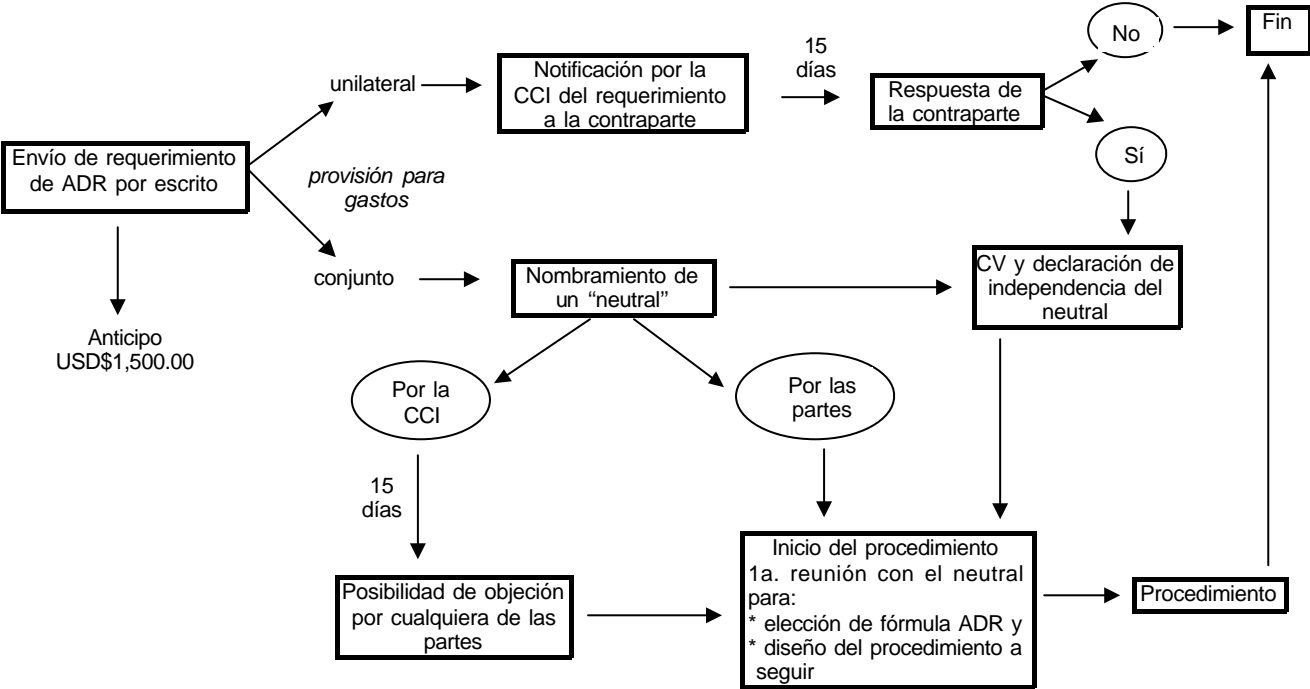 No
Fin
15
días
unilateral
Notificación por la
CCI del requerimiento
a la contraparte
Respuesta de
la contraparte
Sí
Envío de requerimiento
de ADR por escrito
provisión para
gastos
conjunto
Nombramiento de
un “neutral”
CV y declaración de
independencia del
neutral
Anticipo
USD$1,500.00
Por la
CCI
Por las
partes
15
días
Inicio del procedimiento
1a. reunión con el neutral
para:
* elección de fórmula ADR y
* diseño del procedimiento a
seguir
Posibilidad de objeción
por cualquiera de las
partes
Procedimiento